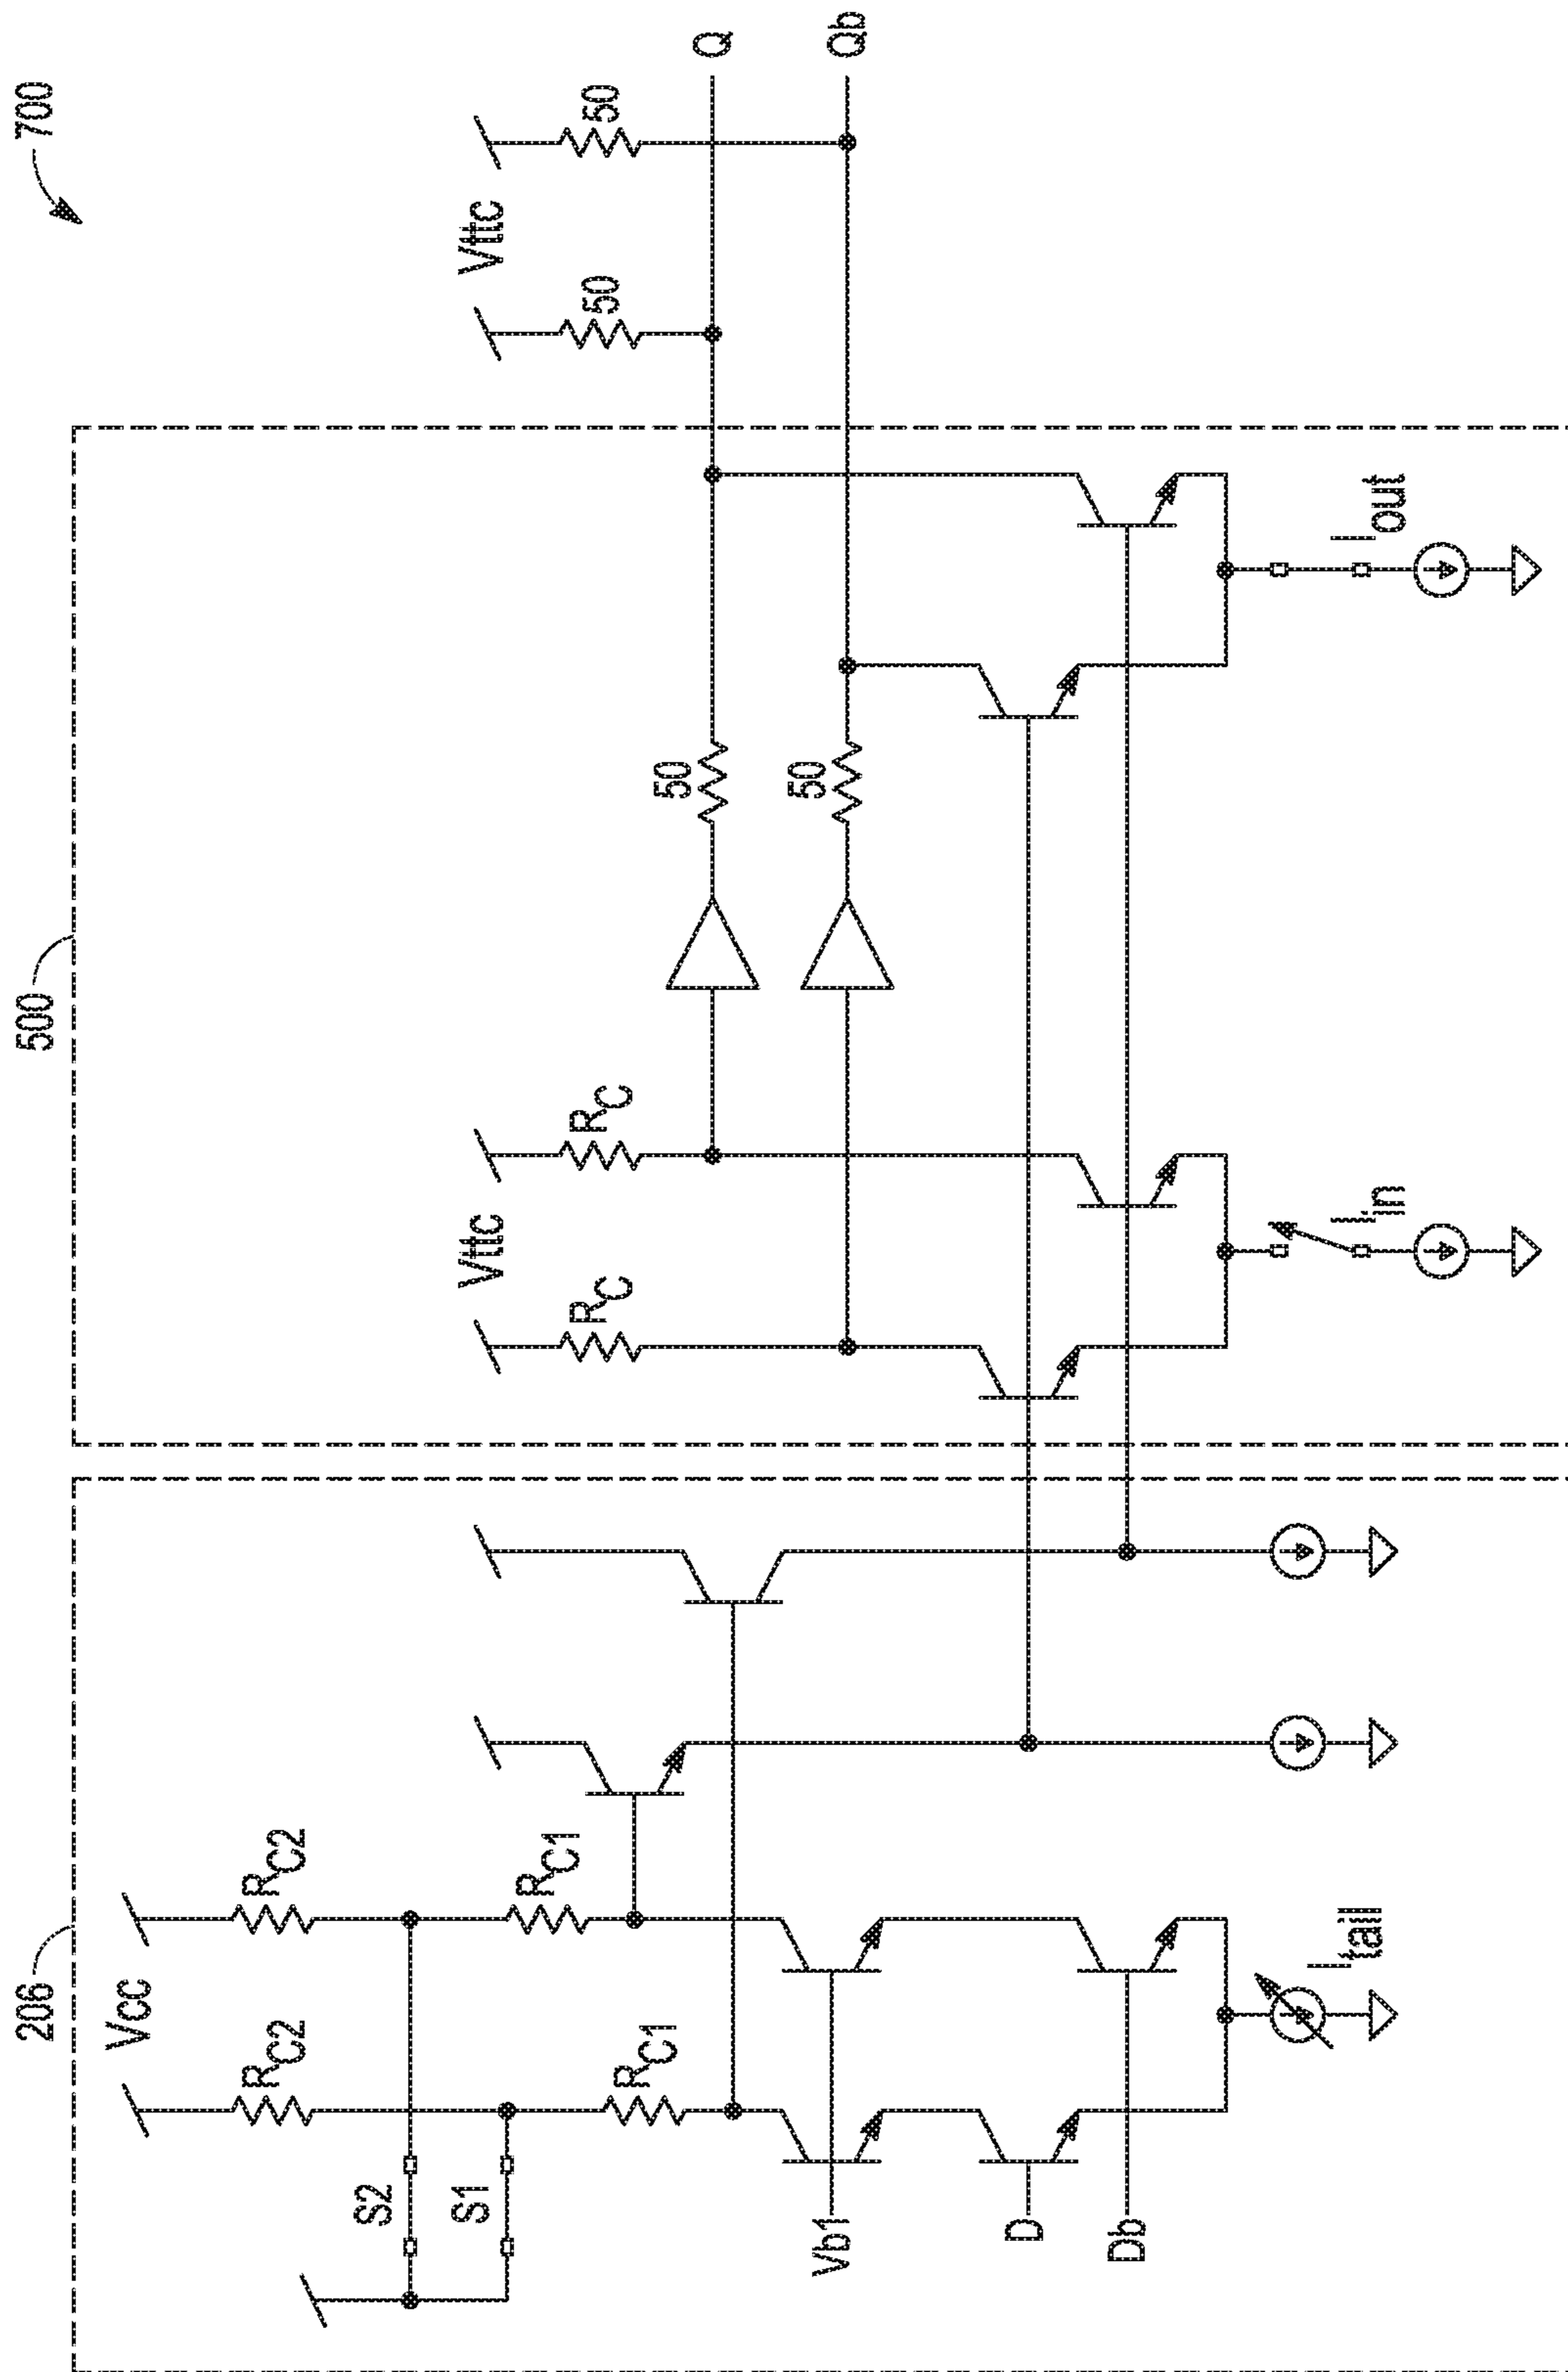 700
206
500
Vcc
RC2
RC2
S2
S1
RC1
RC1
Vb1
D
Db
Itail
Vttc
RC
RC
50
50
Iin
Iout
Vttc
50
50
Q
Qb